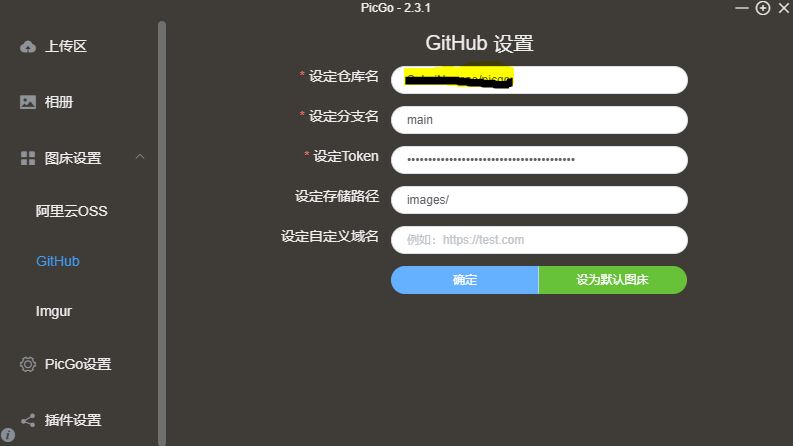 PicGo - 2.3.1
上传区
相册
图床设置
阿里云OSS
GitHub
Imgur
PicGo设置
插件设置
GitHub 设置
* 设定仓库名
* 设定分支名
main
* 设定Token
设定存储路径
images/
设定自定义域名
例如：https://test.com
确定
设为默认图床